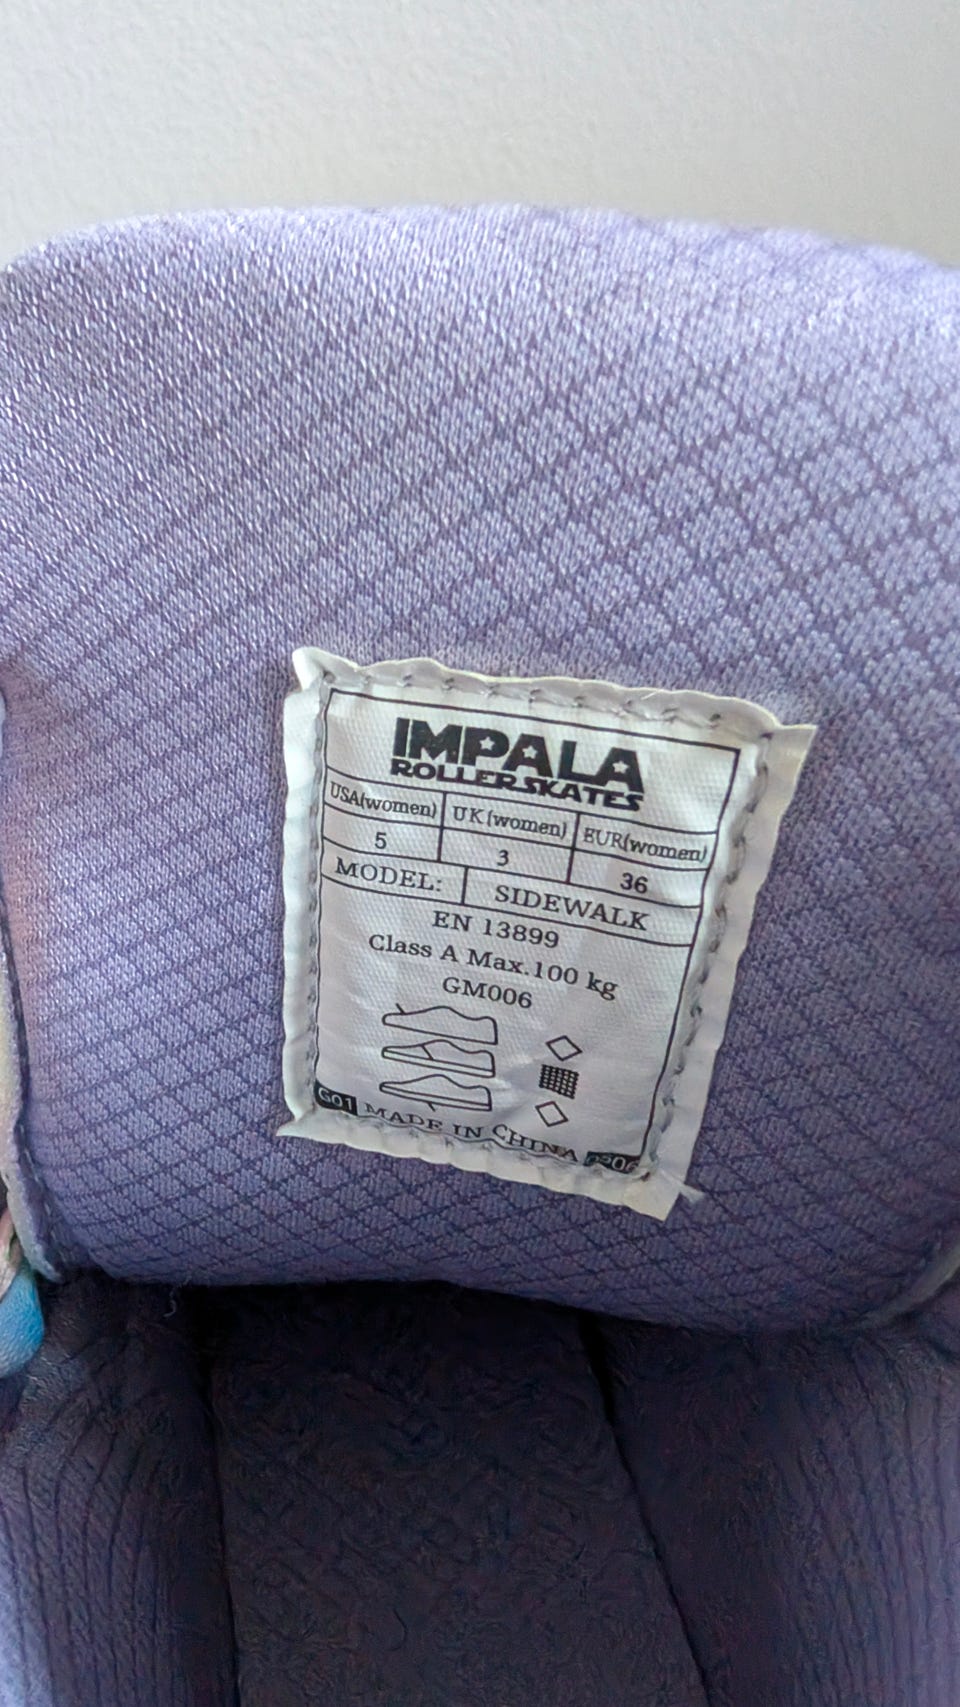 IMPALA
ROLLERSKATES
USA(women) UK(women) EUR(women)
5 3 36
MODEL: SIDEWALK
EN 13899
Class A Max.100 kg
GM006
G01 MADE IN CHINA